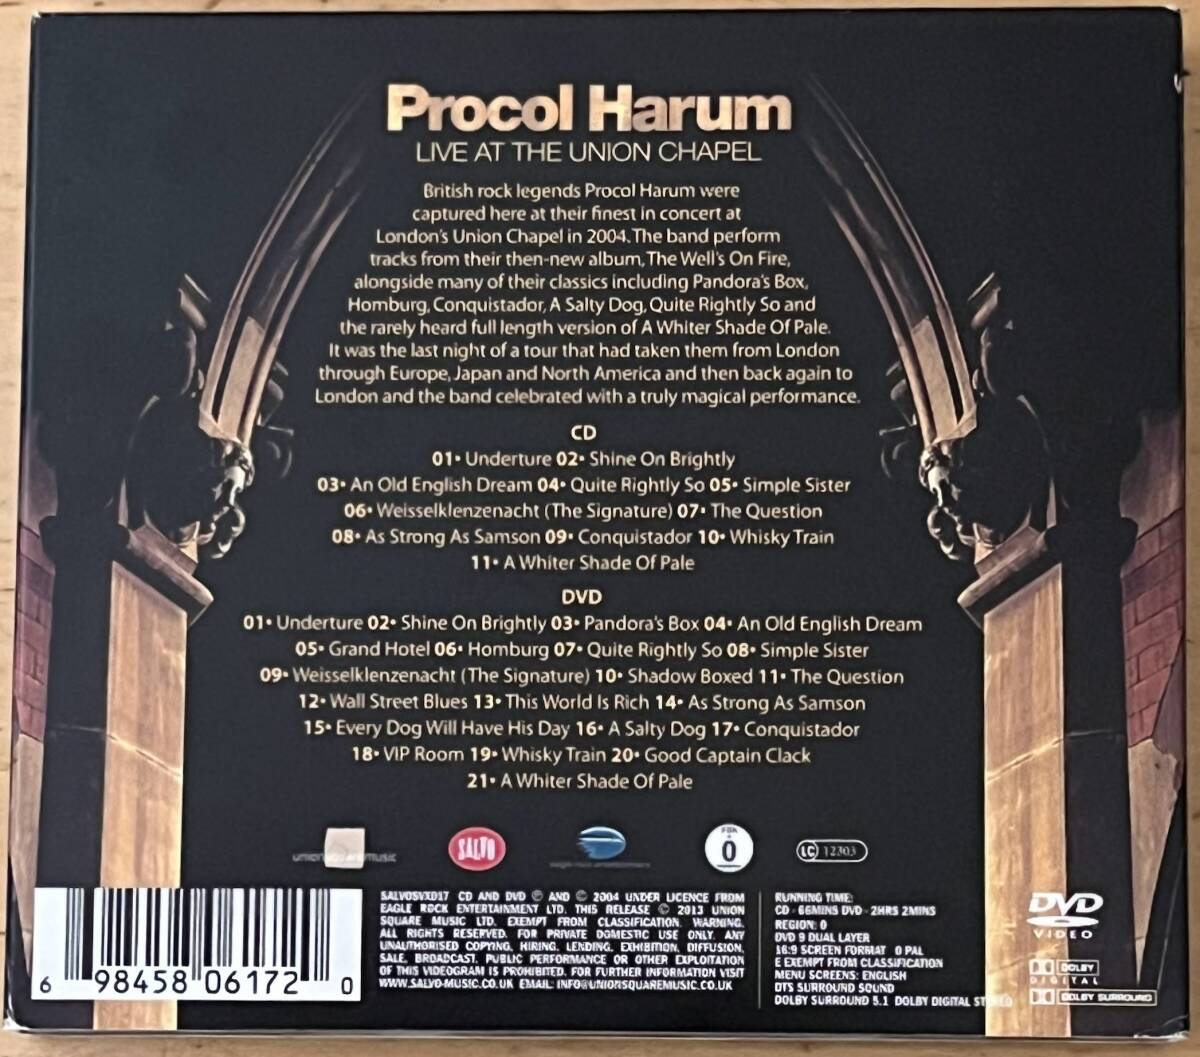 Procol Harum
LIVE AT THE UNION CHAPEL
British rock legends Procol Harum were
captured here at their finest in concert at
London's Union Chapel in 2004. The band perform
tracks from their then-new album, The Well's On Fire,
alongside many of their classics including Pandora's Box,
Homburg, Conquistador, A Salty Dog, Quite Rightly So and
the rarely heard full length version of A Whiter Shade Of Pale.
It was the last night of a tour that had taken them from London
through Europe, Japan and North America and then back again to
London and the band celebrated with a truly magical performance.
CD
01• Underture 02• Shine On Brightly
03• An Old English Dream 04• Quite Rightly So 05• Simple Sister
06• Weisselklenzenacht (The Signature) 07• The Question
08• As Strong As Samson 09• Conquistador 10• Whisky Train
11• A Whiter Shade Of Pale
DVD
01• Underture 02• Shine On Brightly 03• Pandora's Box 04• An Old English Dream
05• Grand Hotel 06• Homburg 07• Quite Rightly So 08• Simple Sister
09• Weisselklenzenacht (The Signature) 10• Shadow Boxed 11• The Question
12• Wall Street Blues 13• This World Is Rich 14• As Strong As Samson
15• Every Dog Will Have His Day 16• A Salty Dog 17• Conquistador
18• VIP Room 19• Whisky Train 20• Good Captain Clack
21• A Whiter Shade Of Pale
unionsquaremusic
SALVO
FSK
0
LC 12303
6 98458 06172 0
SALVOSVX017 CD AND DVD ℗ AND © 2004 UNDER LICENCE FROM
EAGLE ROCK ENTERTAINMENT LTD. THIS RELEASE © 2013 UNION
SQUARE MUSIC LTD. EXEMPT FROM CLASSIFICATION. WARNING.
ALL RIGHTS RESERVED. FOR PRIVATE DOMESTIC USE ONLY. ANY
UNAUTHORISED COPYING, HIRING, LENDING, EXHIBITION, DIFFUSION,
SALE, BROADCAST, PUBLIC PERFORMANCE OR OTHER EXPLOITATION
OF THIS VIDEOGRAM IS PROHIBITED. FOR FURTHER INFORMATION VISIT
WWW.SALVO-MUSIC.CO.UK EMAIL: INFO@UNIONSQUAREMUSIC.CO.UK
RUNNING TIME:
CD - 66MINS DVD - 2HRS 2MINS
REGION: 0
DVD 9 DUAL LAYER
16:9 SCREEN FORMAT 0 PAL
E EXEMPT FROM CLASSIFICATION
MENU SCREENS: ENGLISH
DTS SURROUND SOUND
DOLBY SURROUND 5.1 DOLBY DIGITAL STEREO
DVD
VIDEO
DOLBY
DIGITAL
DOLBY SURROUND